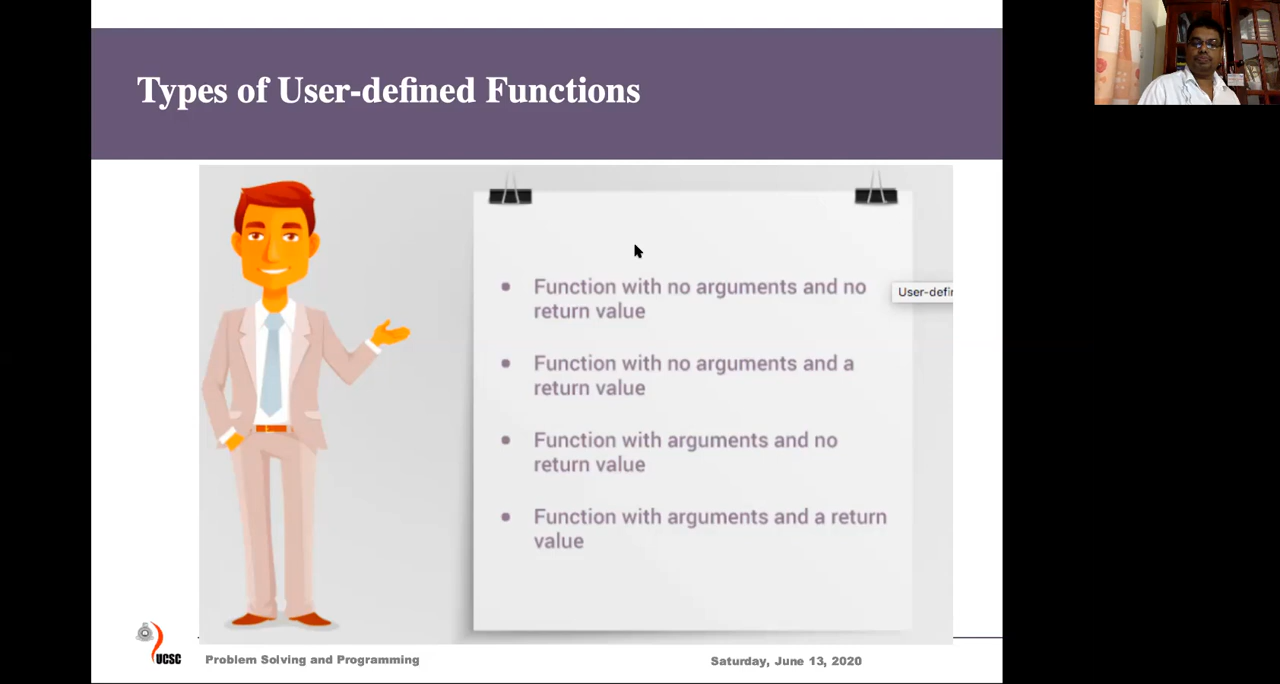 Types of User-defined Functions
• Function with no arguments and no
return value
User-defin
• Function with no arguments and a
return value
• Function with arguments and no
return value
• Function with arguments and a return
value
UCSC
Problem Solving and Programming
Saturday, June 13, 2020